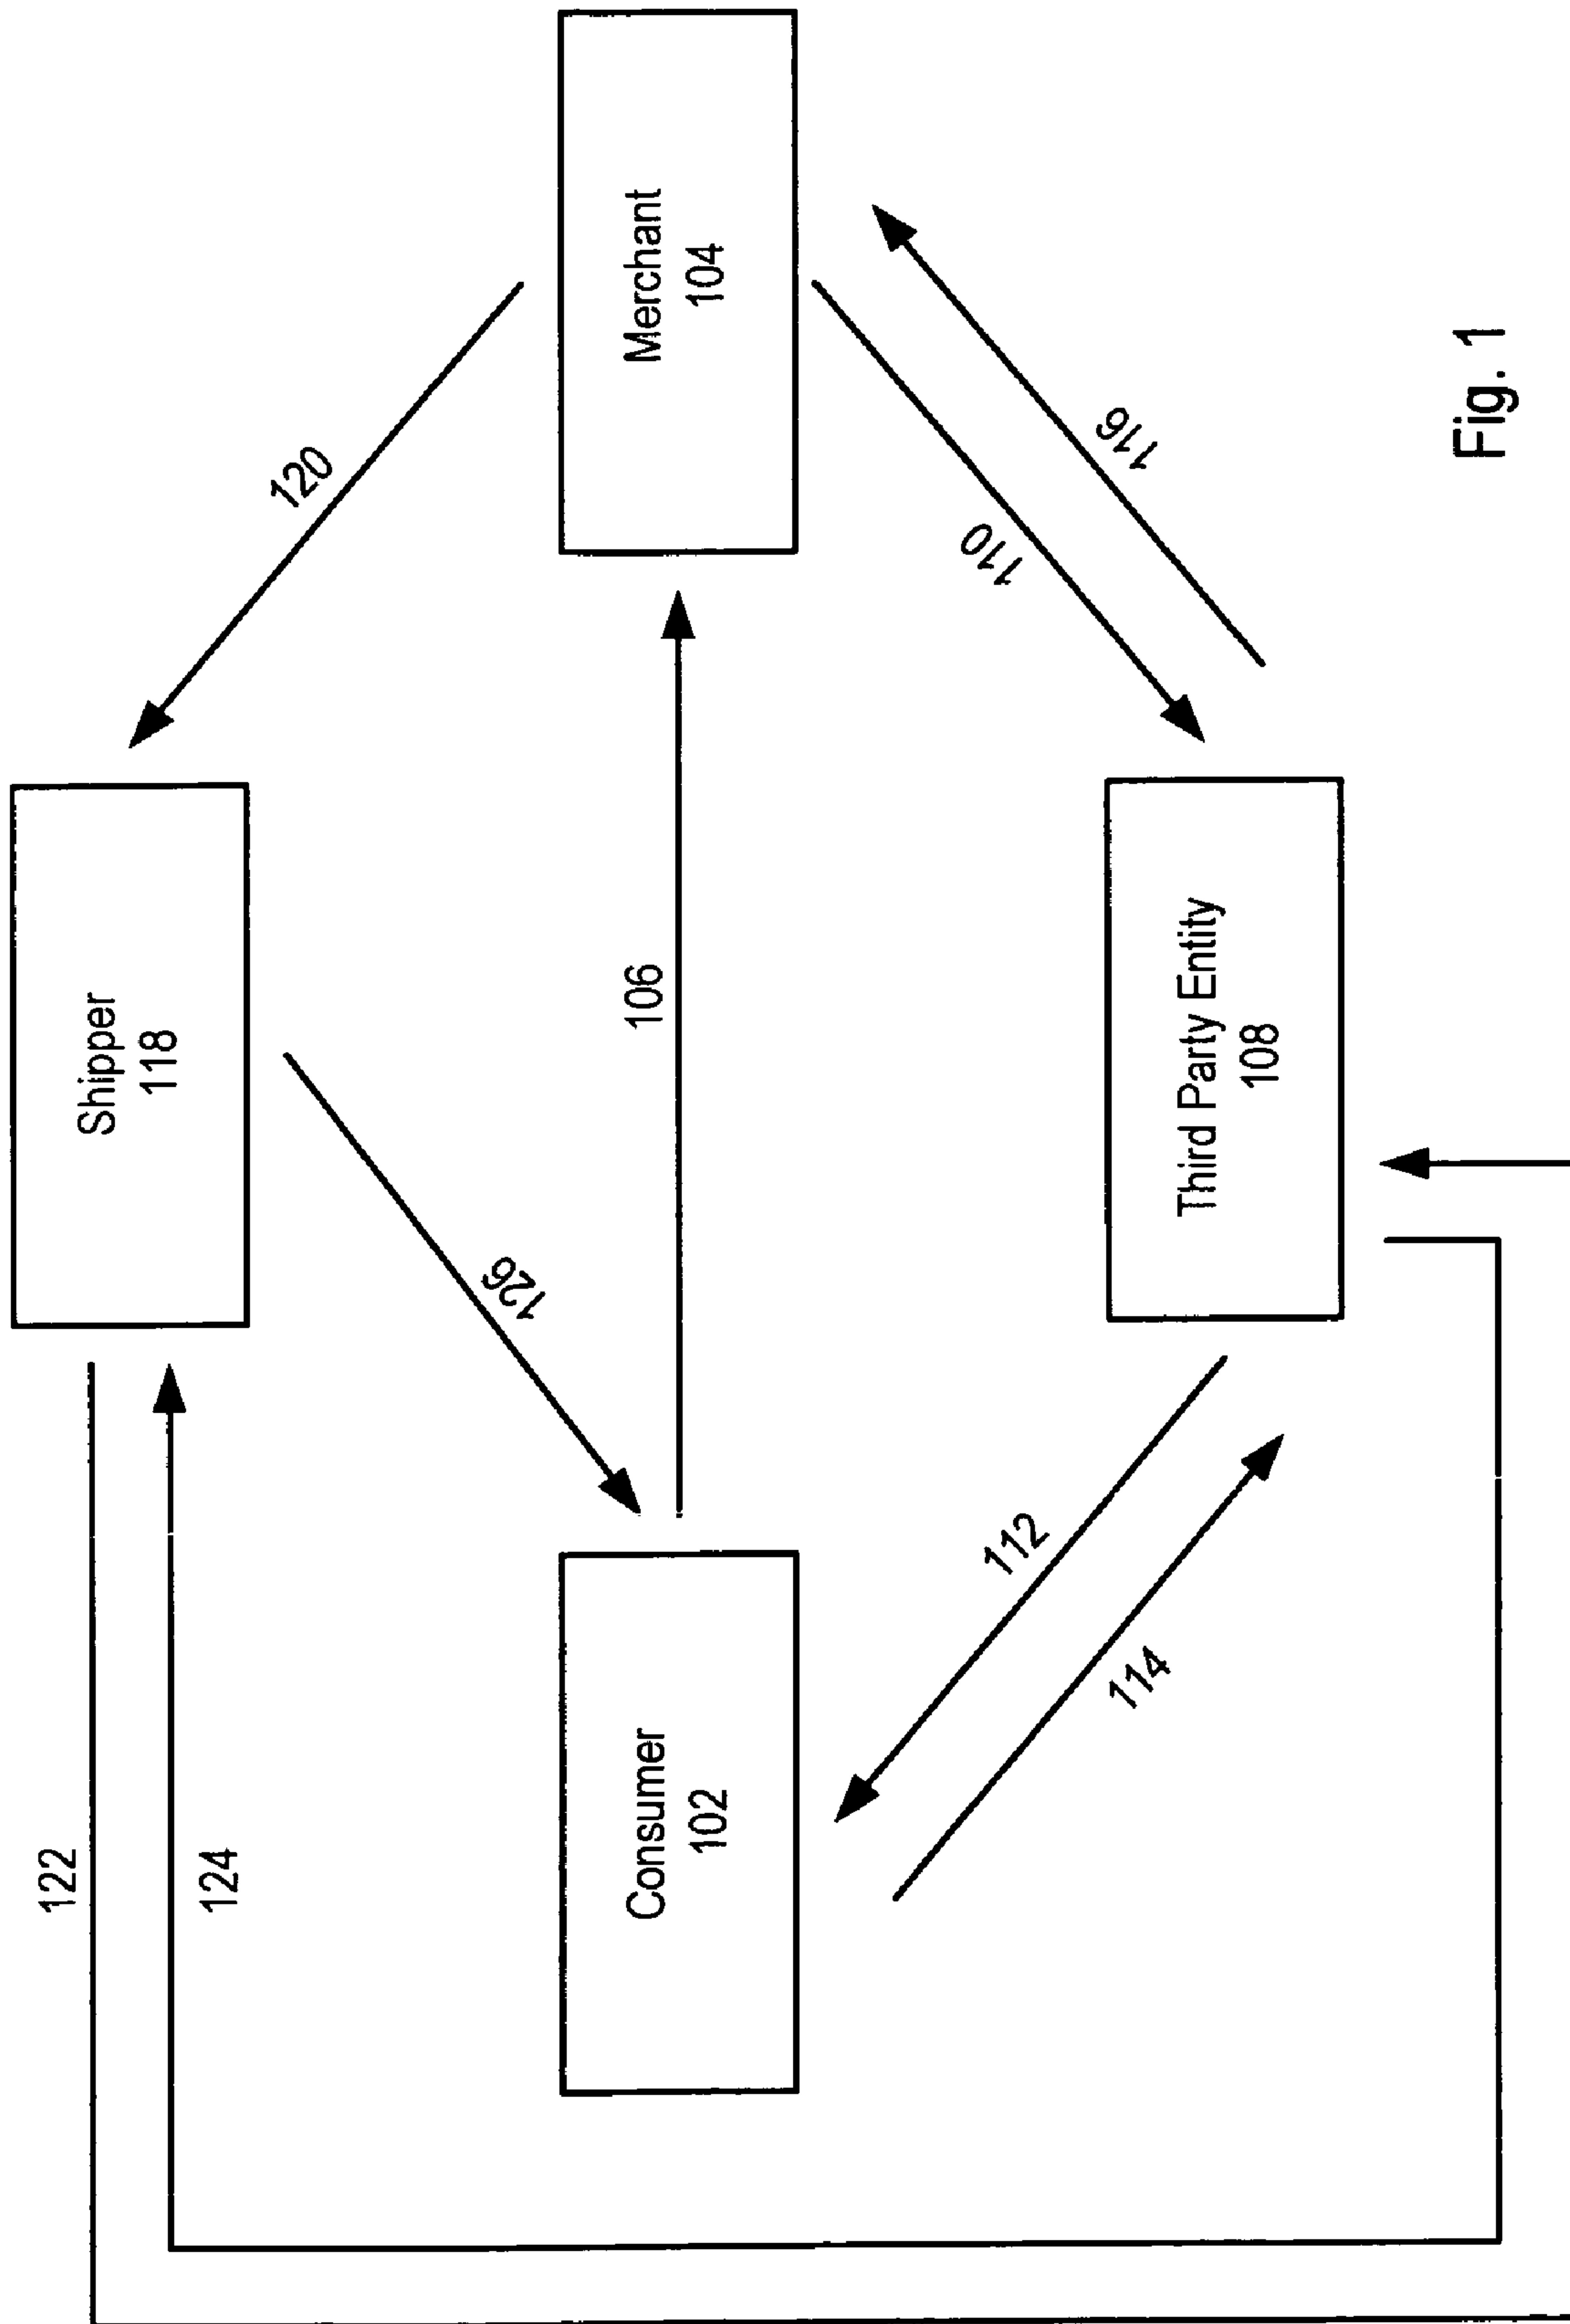 122
124
Shipper
118
120
126
106
Consumer
102
Merchant
104
112
114
110
116
Third Party Entity
108
Fig. 1